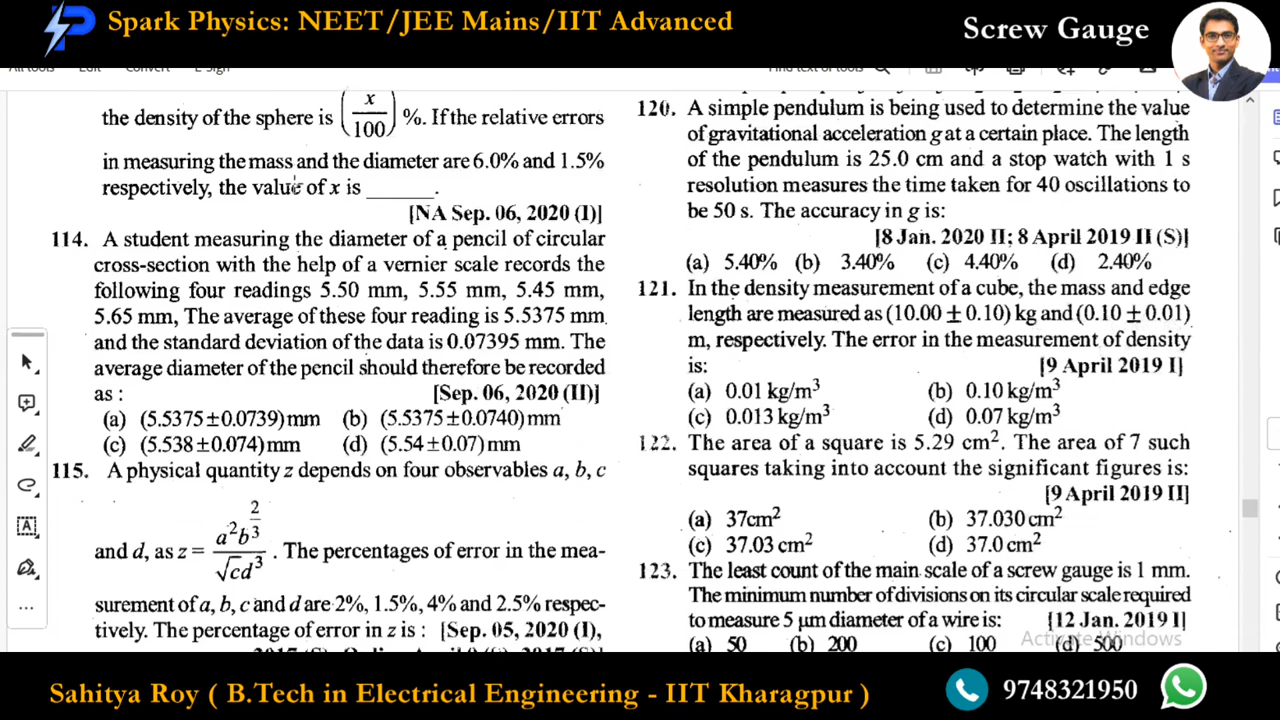 Spark Physics: NEET/JEE Mains/IIT Advanced
Screw Gauge
the density of the sphere is (x/100) %. If the relative errors
in measuring the mass and the diameter are 6.0% and 1.5%
respectively, the value of x is ______.
[NA Sep. 06, 2020 (I)]
114. A student measuring the diameter of a pencil of circular
cross-section with the help of a vernier scale records the
following four readings 5.50 mm, 5.55 mm, 5.45 mm,
5.65 mm, The average of these four reading is 5.5375 mm
and the standard deviation of the data is 0.07395 mm. The
average diameter of the pencil should therefore be recorded
as : [Sep. 06, 2020 (II)]
(a) (5.5375±0.0739) mm (b) (5.5375±0.0740) mm
(c) (5.538±0.074) mm (d) (5.54±0.07) mm
115. A physical quantity z depends on four observables a, b, c
and d, as z = a²b^(2/3)/(√c d³). The percentages of error in the mea-
surement of a, b, c and d are 2%, 1.5%, 4% and 2.5% respec-
tively. The percentage of error in z is : [Sep. 05, 2020 (I),
120. A simple pendulum is being used to determine the value
of gravitational acceleration g at a certain place. The length
of the pendulum is 25.0 cm and a stop watch with 1 s
resolution measures the time taken for 40 oscillations to
be 50 s. The accuracy in g is:
[8 Jan. 2020 II; 8 April 2019 II (S)]
(a) 5.40% (b) 3.40% (c) 4.40% (d) 2.40%
121. In the density measurement of a cube, the mass and edge
length are measured as (10.00 ± 0.10) kg and (0.10 ± 0.01)
m, respectively. The error in the measurement of density
is: [9 April 2019 I]
(a) 0.01 kg/m³ (b) 0.10 kg/m³
(c) 0.013 kg/m³ (d) 0.07 kg/m³
122. The area of a square is 5.29 cm². The area of 7 such
squares taking into account the significant figures is:
[9 April 2019 II]
(a) 37cm² (b) 37.030 cm²
(c) 37.03 cm² (d) 37.0 cm²
123. The least count of the main scale of a screw gauge is 1 mm.
The minimum number of divisions on its circular scale required
to measure 5 µm diameter of a wire is: [12 Jan. 2019 I]
(a) 50 (b) 200 (c) 100 (d) 500
Activate Windows
Sahitya Roy ( B.Tech in Electrical Engineering - IIT Kharagpur )
9748321950